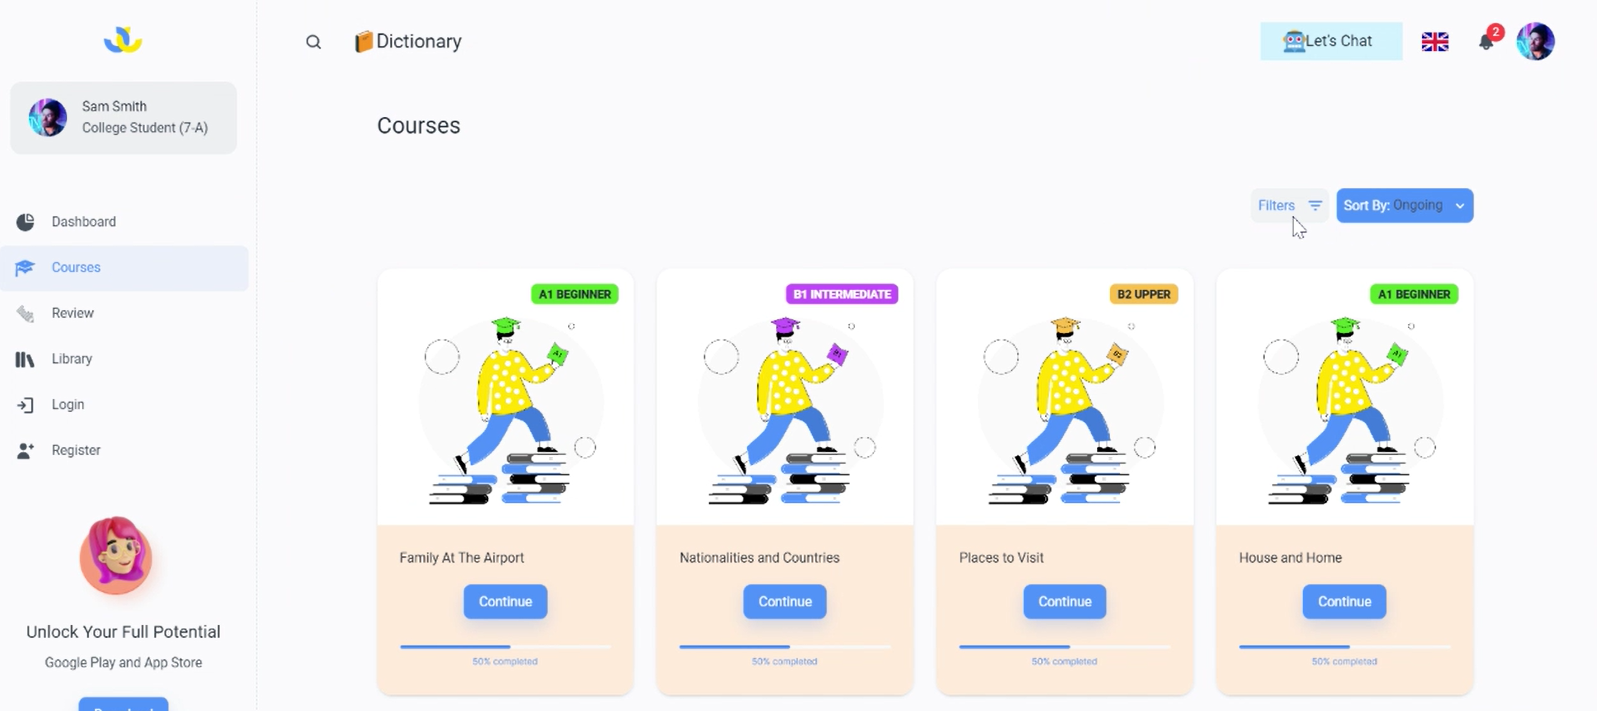 Dictionary
Let's Chat
2
Sam Smith
College Student (7-A)
Courses
Dashboard
Courses
Review
Library
Login
Register
Filters
Sort By: Ongoing
A1 BEGINNER
B1 INTERMEDIATE
B2 UPPER
A1 BEGINNER
A1
B1
B2
A1
Family At The Airport
Nationalities and Countries
Places to Visit
House and Home
Continue
Continue
Continue
Continue
50% completed
50% completed
50% completed
50% completed
Unlock Your Full Potential
Google Play and App Store